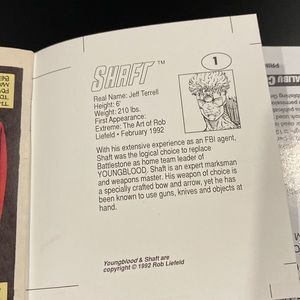 SHAFT
1
Real Name: Jeff Terrell
Height: 6'
Weight: 210 lbs.
First Appearance:
Extreme: The Art of Rob
Liefeld • February 1992
With his extensive experience as an FBI agent,
Shaft was the logical choice to replace
Battlestone as home team leader of
YOUNGBLOOD. Shaft is an expert marksman
and weapons master. His weapon of choice is
a specially crafted bow and arrow, yet he has
been known to use guns, knives and objects at
hand.
Youngblood & Shaft are
copyright © 1992 Rob Liefeld